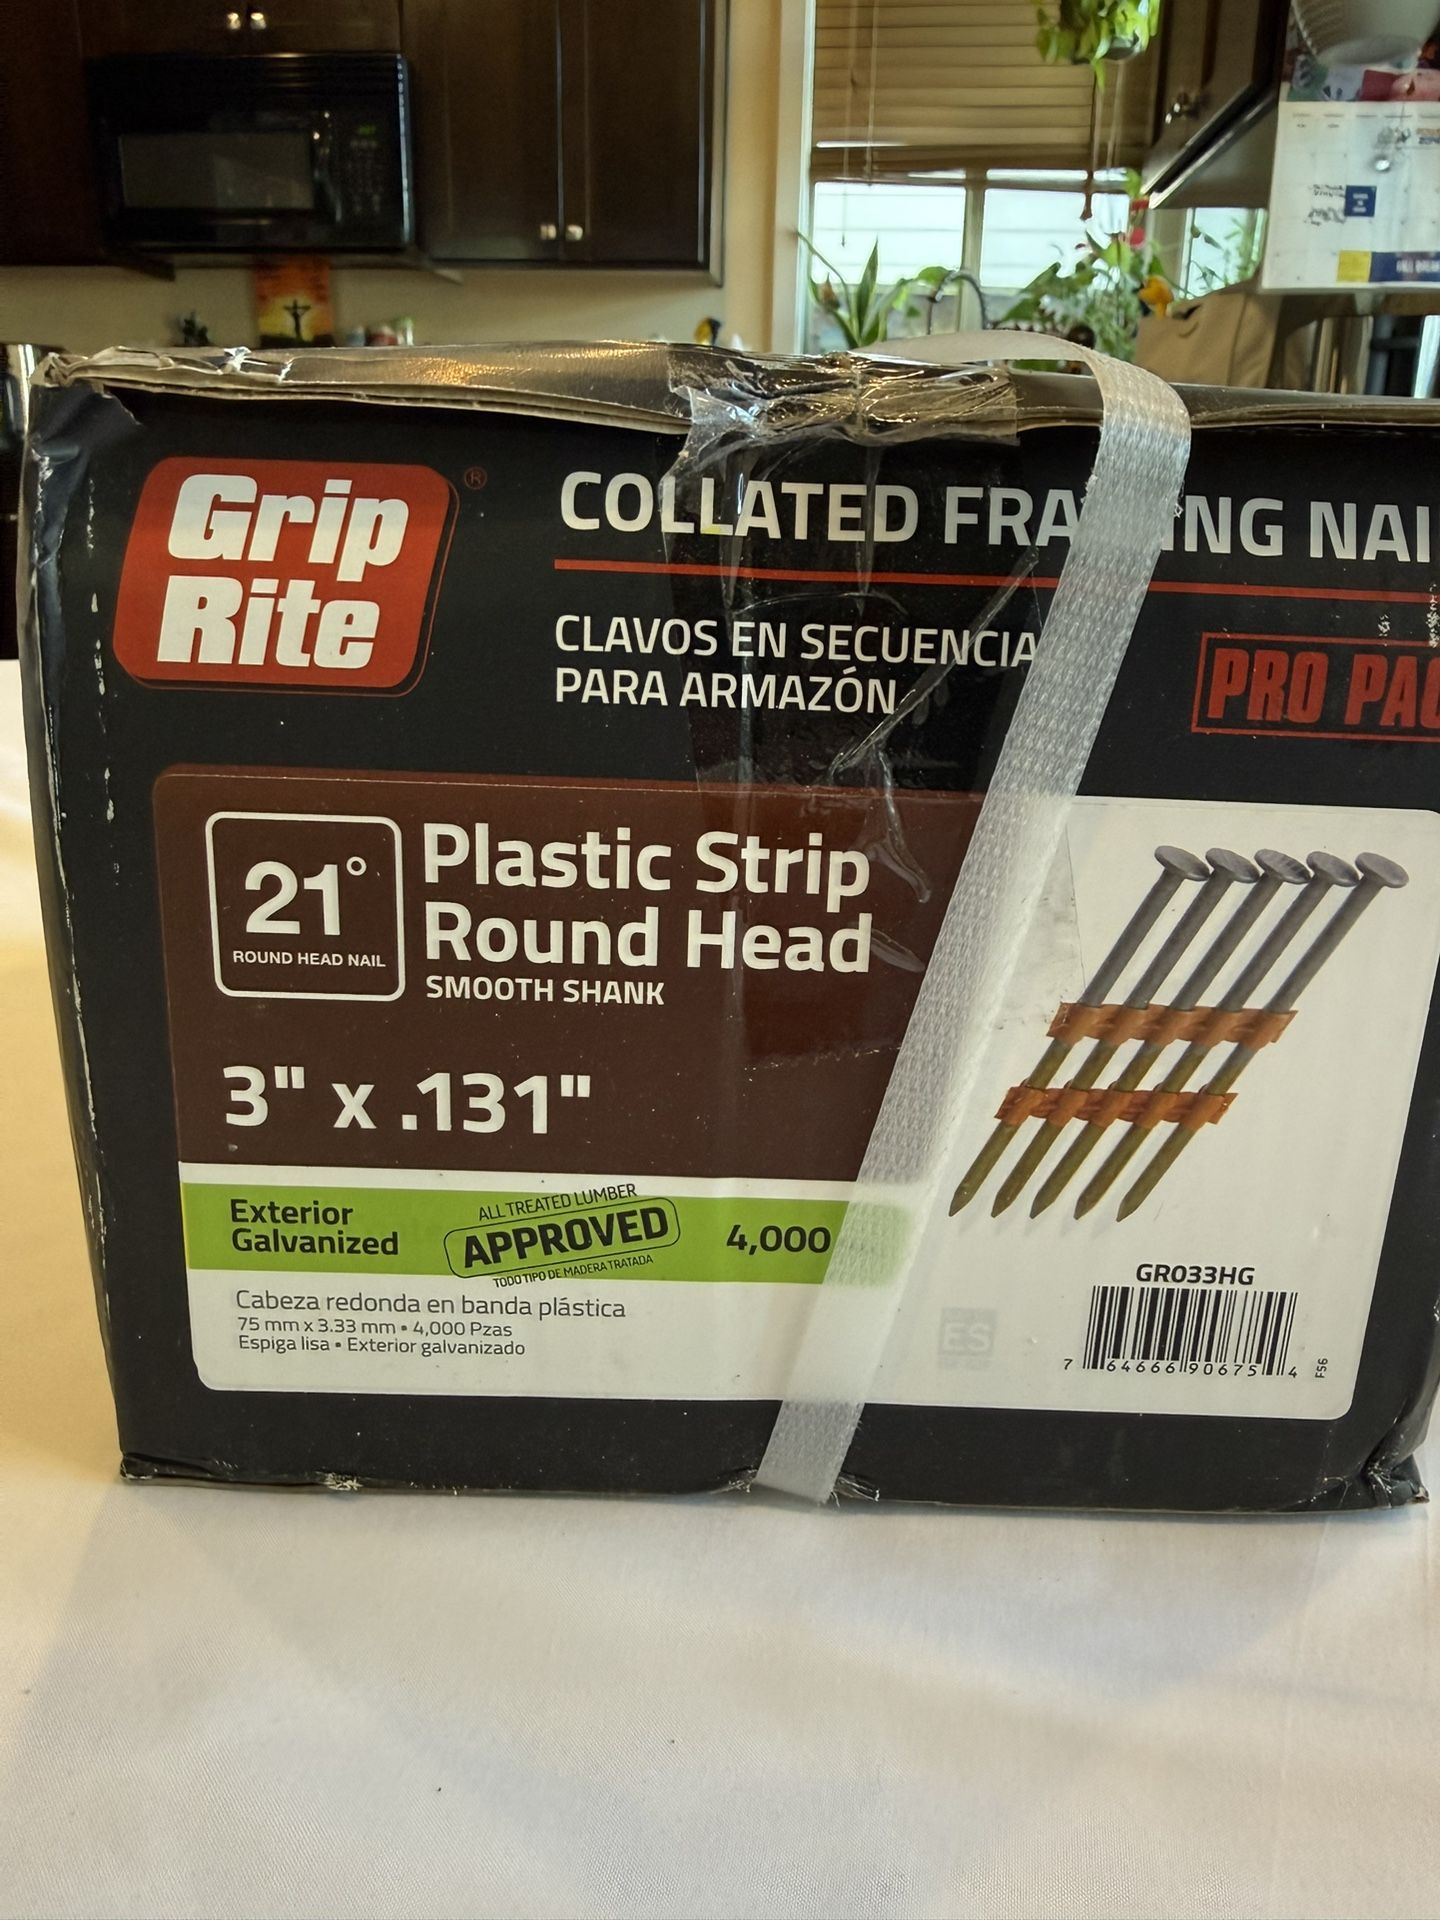 Grip
Rite
®
COLLATED FRA ING NAI
CLAVOS EN SECUENCIA
PARA ARMAZÓN
PRO PAC
21°
ROUND HEAD NAIL
Plastic Strip
Round Head
SMOOTH SHANK
3" x .131"
Exterior
Galvanized
ALL TREATED LUMBER
APPROVED
TODO TIPO DE MADERA TRATADA
4,000
Cabeza redonda en banda plástica
75 mm x 3.33 mm • 4,000 Pzas
Espiga lisa • Exterior galvanizado
ES
GR033HG
7 64666 90675 4
F56